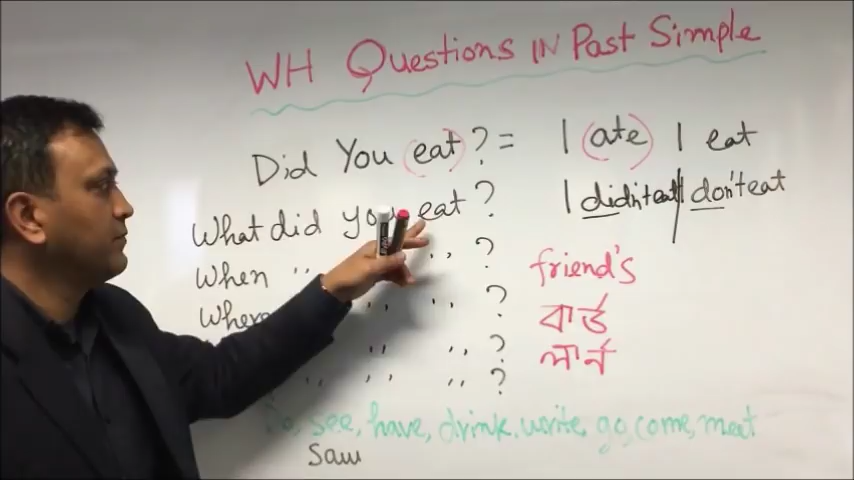 WH Questions IN Past Simple
Did You (eat)? = I (ate) I eat
What did you eat? I didn't eat I don't eat
When " " ?
Where " " ?
" " ?
" " " ?
friend's
বার্ড
লার্ন
Do, see, have, drink, write, go, come, meet
Saw